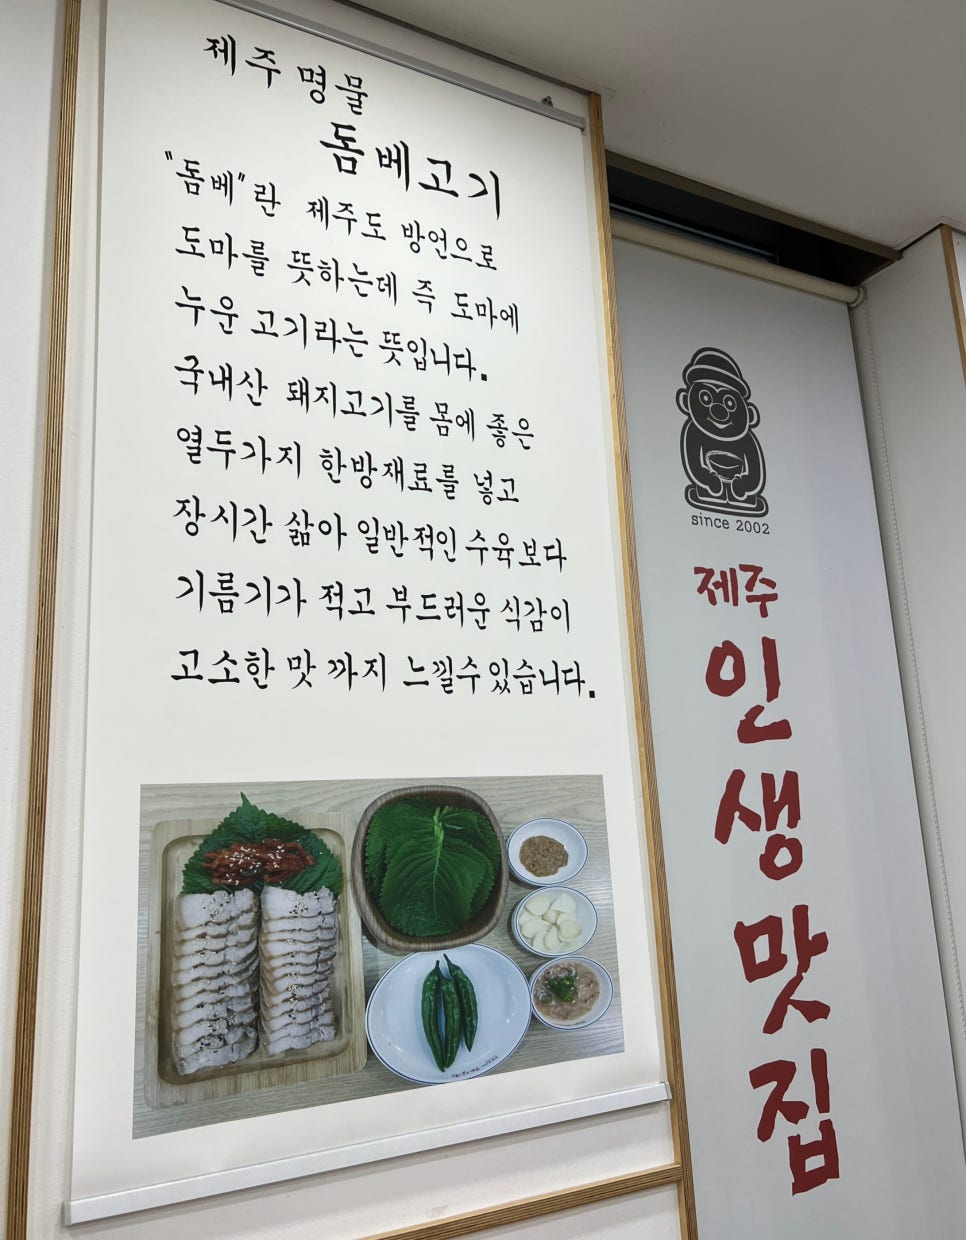 제주 명물
돔베고기
"돔베"란 제주도 방언으로
도마를 뜻하는데 즉 도마에
누운 고기라는 뜻입니다.
국내산 돼지고기를 몸에 좋은
열두가지 한방재료를 넣고
장시간 삶아 일반적인 수육보다
기름기가 적고 부드러운 식감이
고소한 맛 까지 느낄수있습니다.
since 2002
제주
인생맛집